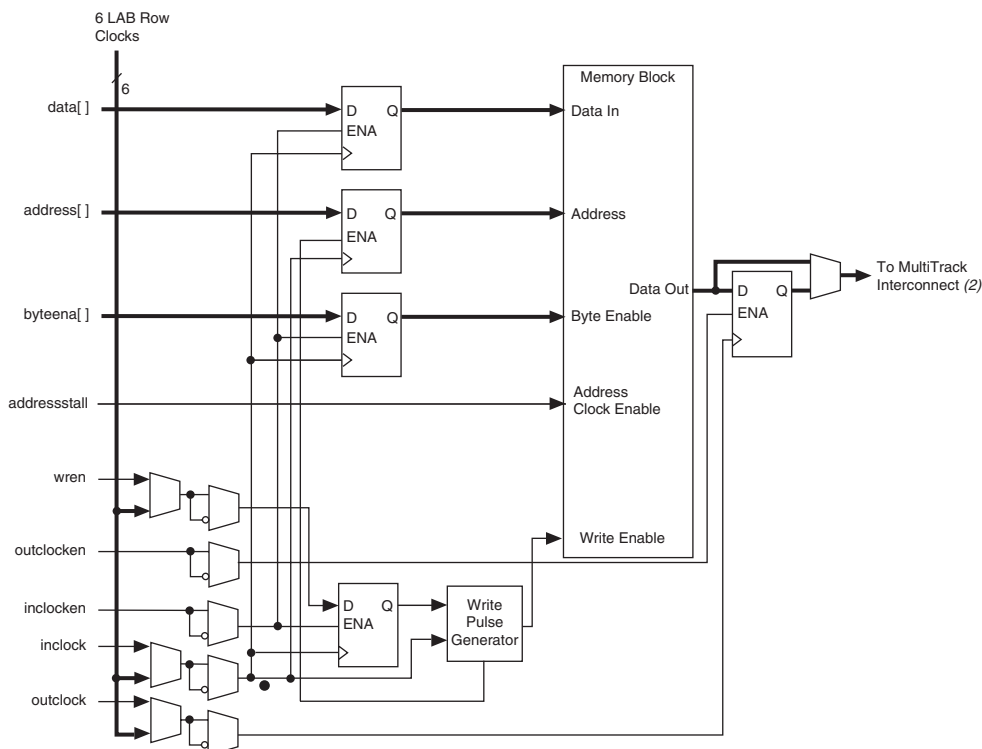 6 LAB Row
Clocks
6
data[ ]
D Q
ENA
Memory Block
Data In
address[ ]
D Q
ENA
Address
Data Out
D Q
ENA
To MultiTrack
Interconnect (2)
byteena[ ]
D Q
ENA
Byte Enable
addressstall
Address
Clock Enable
wren
outclocken
Write Enable
inclocken
D Q
ENA
Write
Pulse
Generator
inclock
outclock